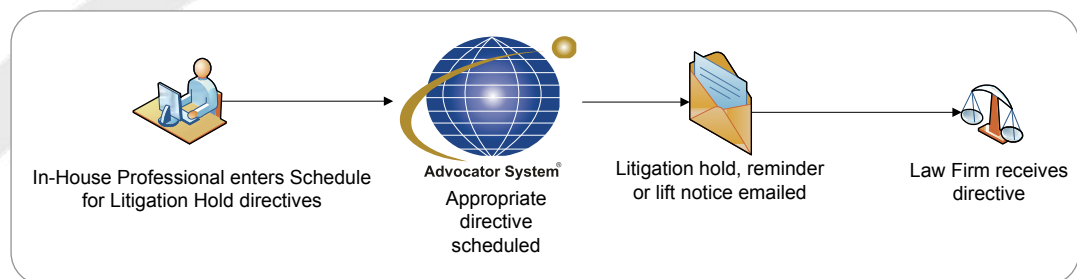 In-House Professional enters Schedule
for Litigation Hold directives
Advocator System®
Appropriate
directive
scheduled
Litigation hold, reminder
or lift notice emailed
Law Firm receives
directive